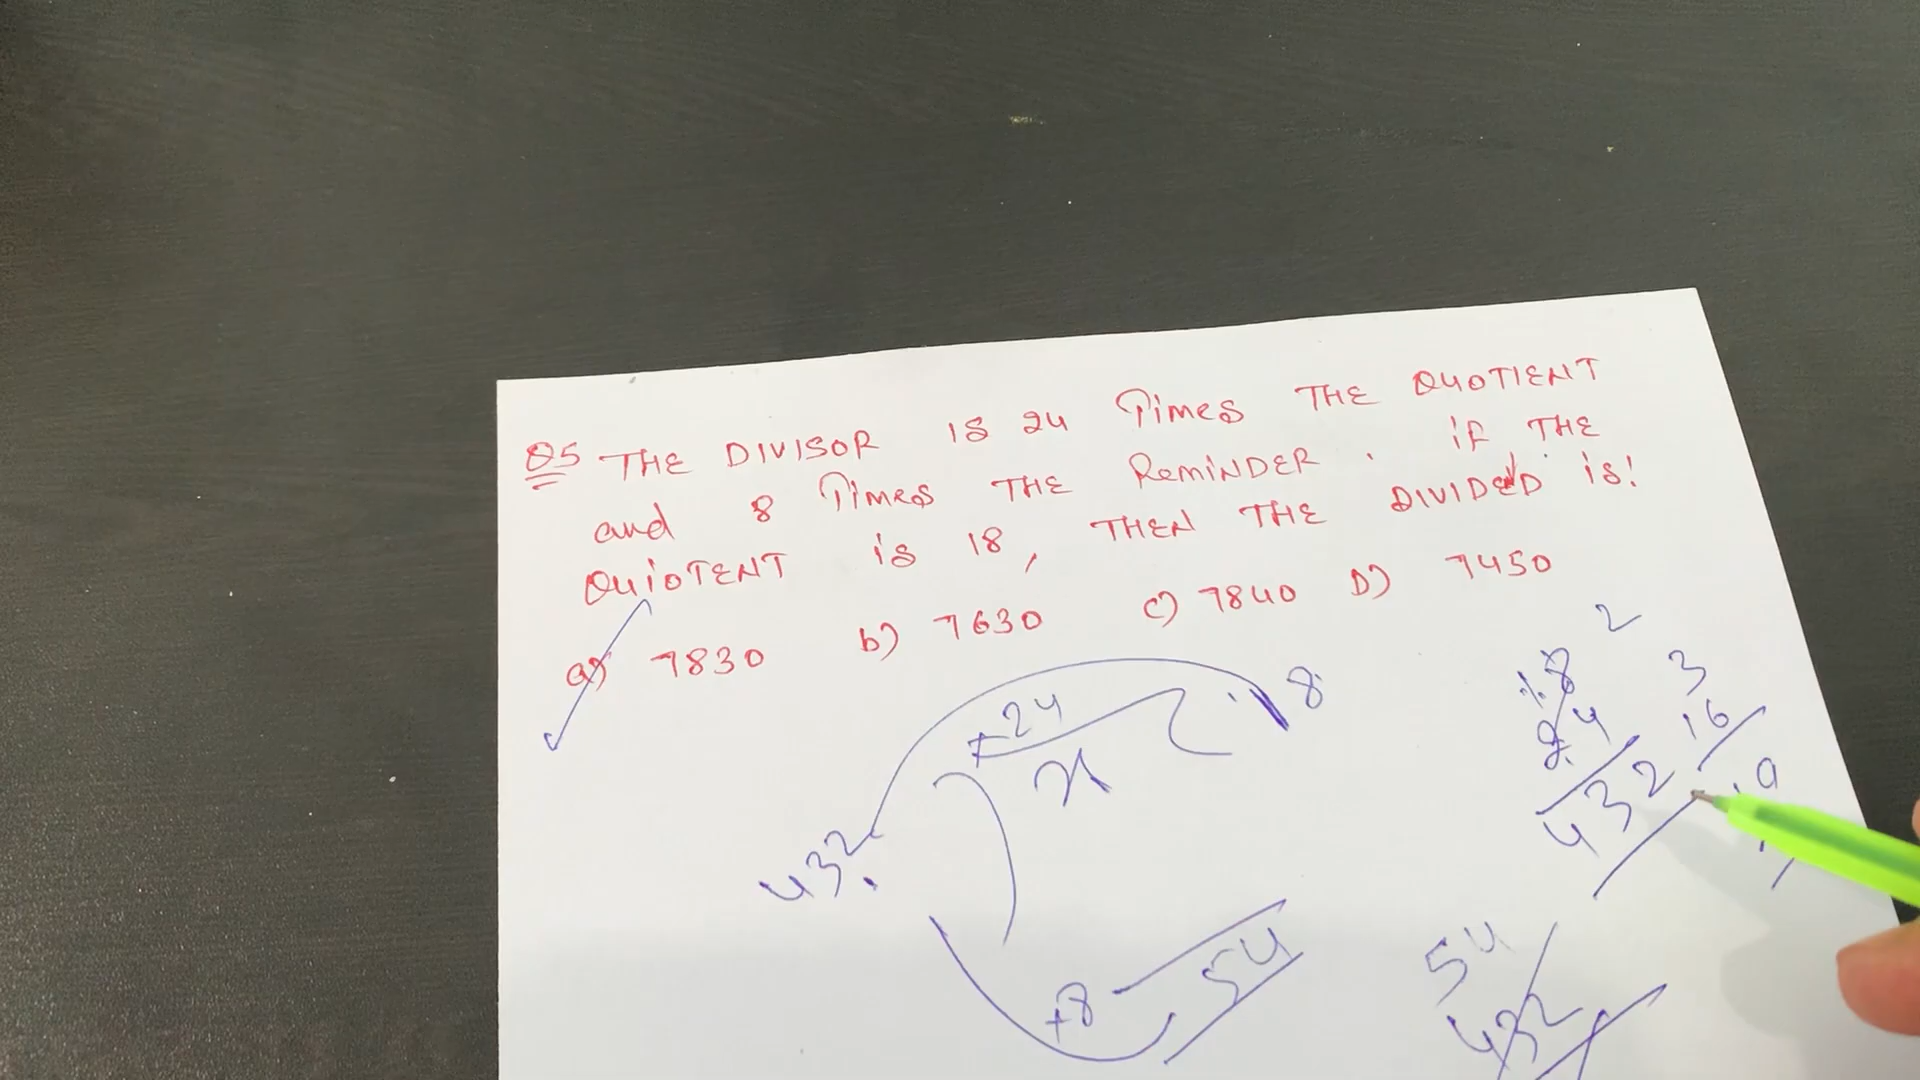 Q5 THE DIVISOR IS 24 Times THE QUOTIENT
and 8 Times THE ReMiNDER. if THE
QUIOTENT is 18, THEN THE DIVIDED is!
a) 7830 b) 7630 c) 7840 D) 7450
2
18 3
24 16
432 9
×24 18
x
432
+8 54
54
432